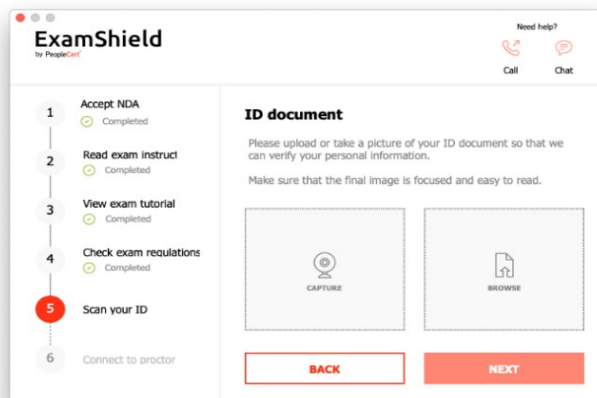 ExamShield
by PeopleCert
Need help?
Call
Chat
1
Accept NDA
Completed
2
Read exam instruct
Completed
3
View exam tutorial
Completed
4
Check exam regulations
Completed
5
Scan your ID
6
Connect to proctor
ID document
Please upload or take a picture of your ID document so that we
can verify your personal information.
Make sure that the final image is focused and easy to read.
CAPTURE
BROWSE
BACK
NEXT